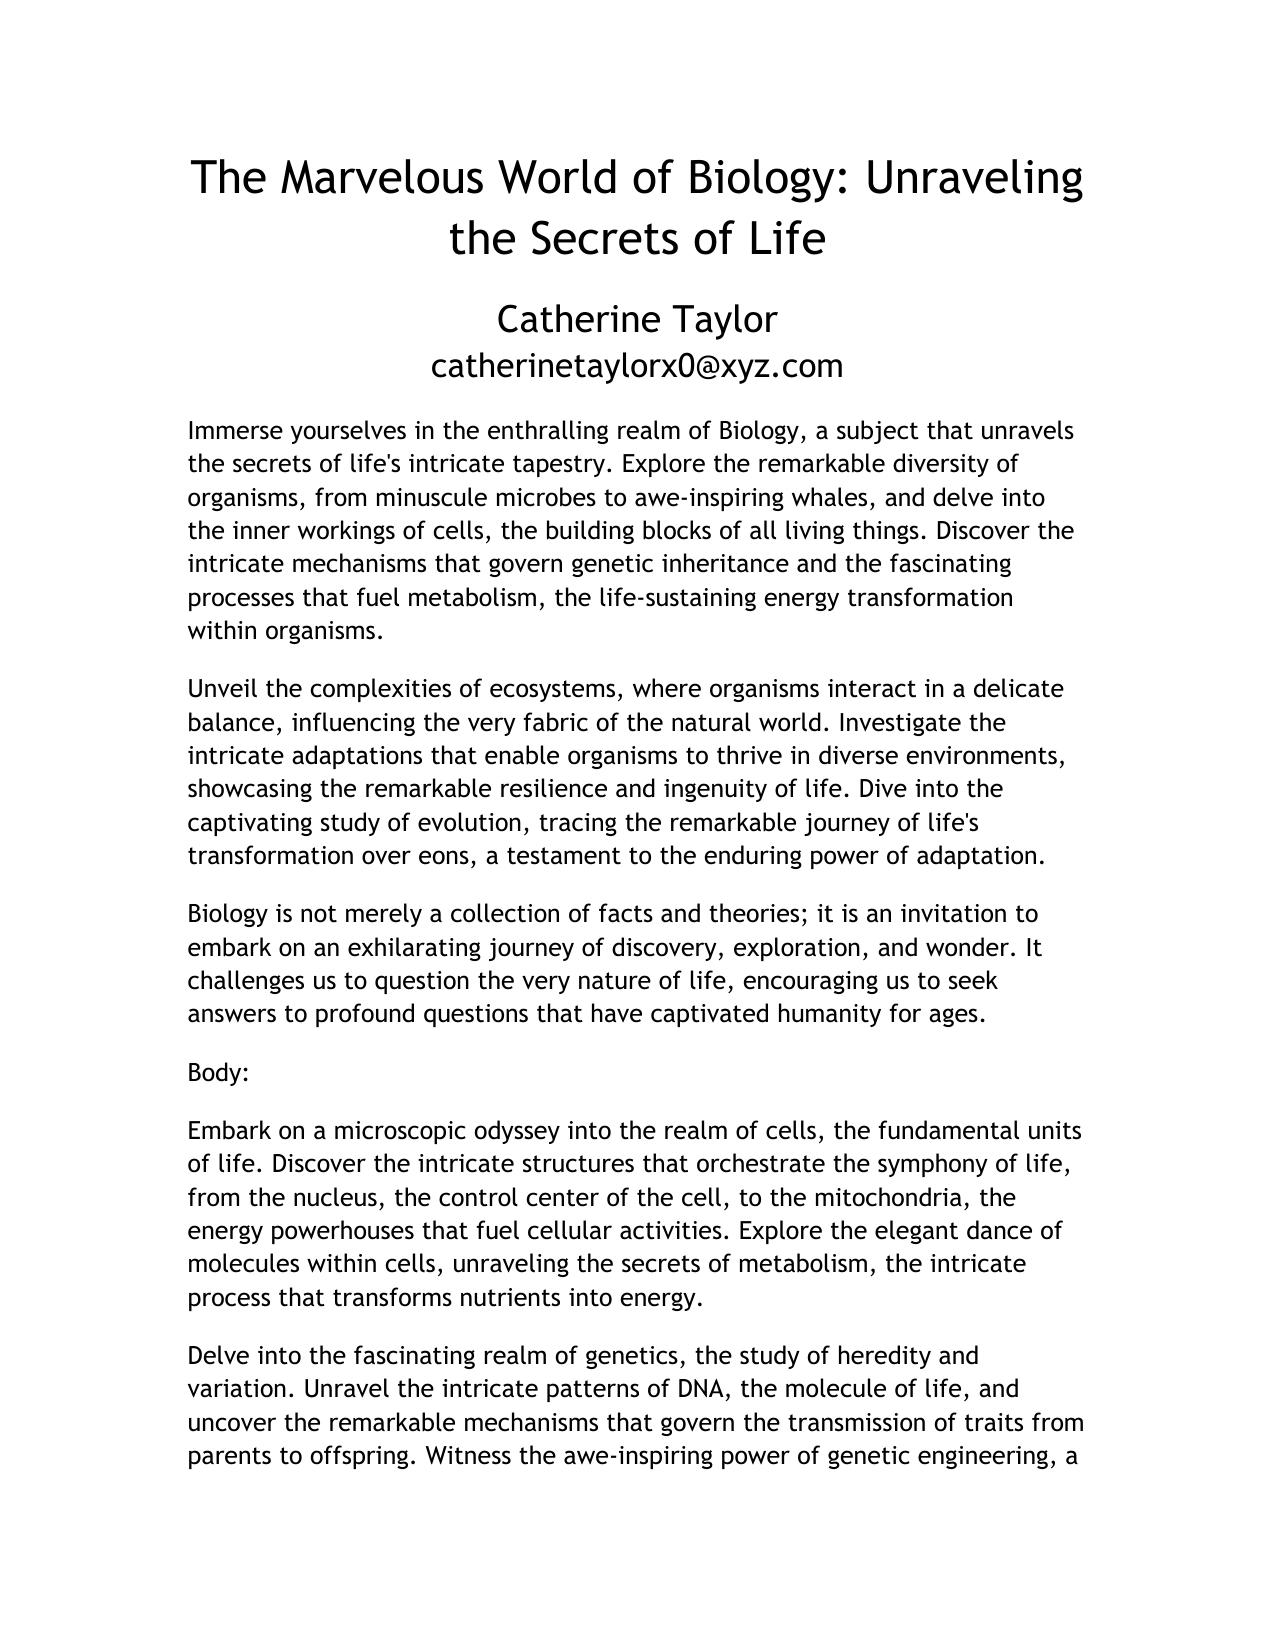 The Marvelous World of Biology: Unraveling
the Secrets of Life
Catherine Taylor
catherinetaylorx0@xyz.com
Immerse yourselves in the enthralling realm of Biology, a subject that unravels
the secrets of life's intricate tapestry. Explore the remarkable diversity of
organisms, from minuscule microbes to awe-inspiring whales, and delve into
the inner workings of cells, the building blocks of all living things. Discover the
intricate mechanisms that govern genetic inheritance and the fascinating
processes that fuel metabolism, the life-sustaining energy transformation
within organisms.
Unveil the complexities of ecosystems, where organisms interact in a delicate
balance, influencing the very fabric of the natural world. Investigate the
intricate adaptations that enable organisms to thrive in diverse environments,
showcasing the remarkable resilience and ingenuity of life. Dive into the
captivating study of evolution, tracing the remarkable journey of life's
transformation over eons, a testament to the enduring power of adaptation.
Biology is not merely a collection of facts and theories; it is an invitation to
embark on an exhilarating journey of discovery, exploration, and wonder. It
challenges us to question the very nature of life, encouraging us to seek
answers to profound questions that have captivated humanity for ages.
Body:
Embark on a microscopic odyssey into the realm of cells, the fundamental units
of life. Discover the intricate structures that orchestrate the symphony of life,
from the nucleus, the control center of the cell, to the mitochondria, the
energy powerhouses that fuel cellular activities. Explore the elegant dance of
molecules within cells, unraveling the secrets of metabolism, the intricate
process that transforms nutrients into energy.
Delve into the fascinating realm of genetics, the study of heredity and
variation. Unravel the intricate patterns of DNA, the molecule of life, and
uncover the remarkable mechanisms that govern the transmission of traits from
parents to offspring. Witness the awe-inspiring power of genetic engineering, a